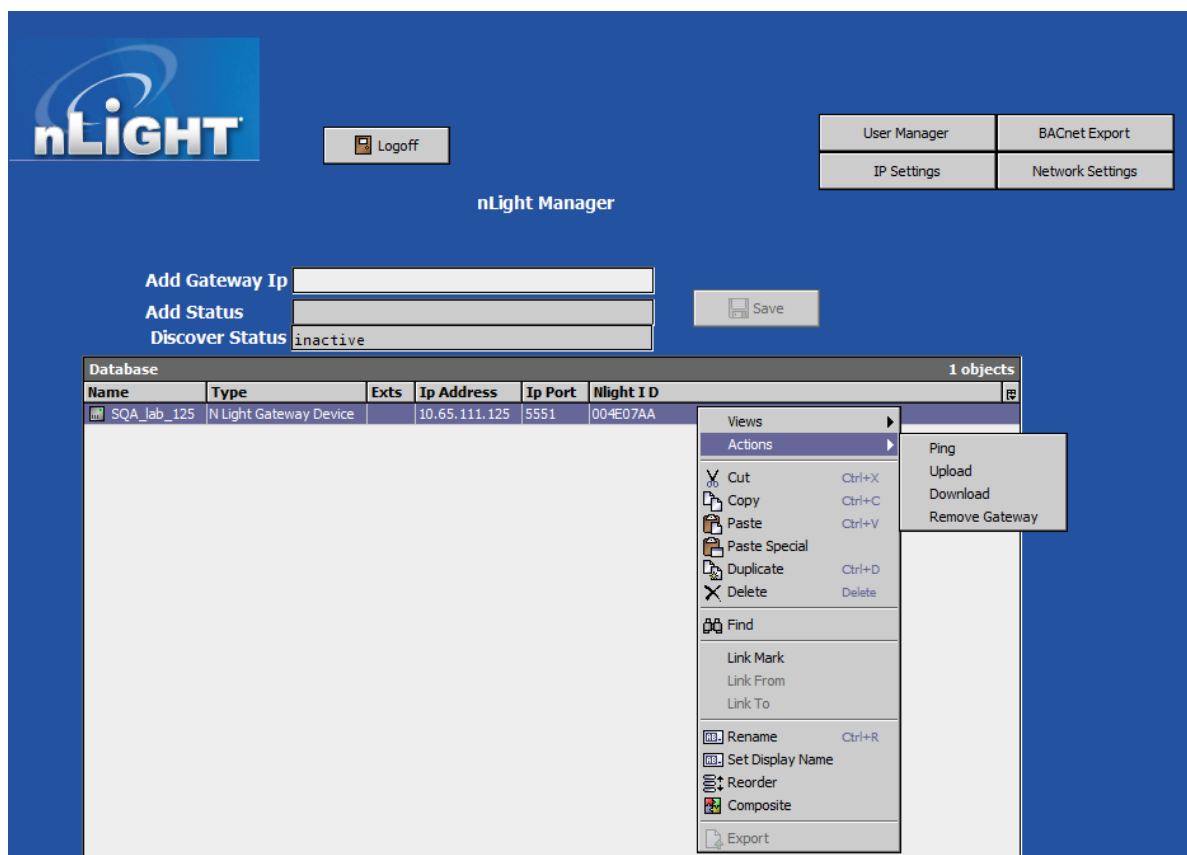 nLIGHT
Logoff
User Manager BACnet Export
IP Settings Network Settings
nLight Manager
Add Gateway Ip
Add Status
Save
Discover Status inactive
Database 1 objects
Name Type Exts Ip Address Ip Port Nlight I D
SQA_lab_125 N Light Gateway Device 10.65.111.125 5551 004E07AA
Views
Actions
Ping
Upload
Download
Remove Gateway
Cut Ctrl+X
Copy Ctrl+C
Paste Ctrl+V
Paste Special
Duplicate Ctrl+D
Delete Delete
Find
Link Mark
Link From
Link To
Rename Ctrl+R
Set Display Name
Reorder
Composite
Export